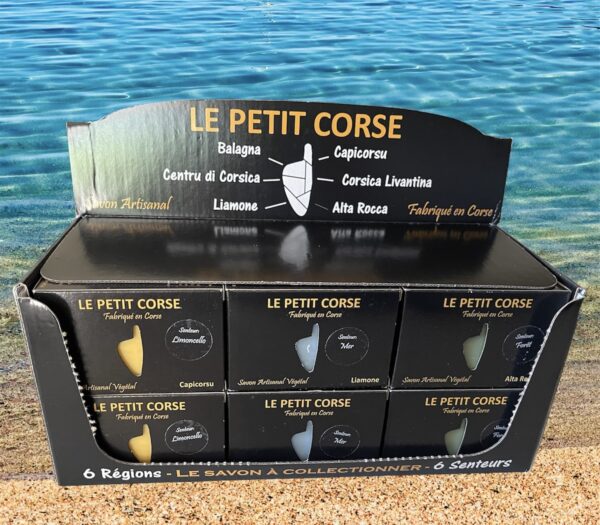 LE PETIT CORSE
Balagna
Capicorsu
Centru di Corsica
Corsica Livantina
Liamone
Alta Rocca
Savon Artisanal
Fabriqué en Corse
LE PETIT CORSE
Fabriqué en Corse
Senteur:
Limoncello
Artisanal Végétal
Capicorsu
LE PETIT CORSE
Fabriqué en Corse
Senteur:
Mer
Savon Artisanal Végétal
Liamone
LE PETIT CORSE
Fabriqué en Corse
Senteur:
Forêt
Savon Artisanal Végétal
Alta Ro
LE PETIT CORSE
Fabriqué en Corse
Senteur:
Limoncello
LE PETIT CORSE
Fabriqué en Corse
Senteur:
Mer
LE PETIT CORSE
Fabriqué en Corse
6 Régions - LE SAVON À COLLECTIONNER - 6 Senteurs